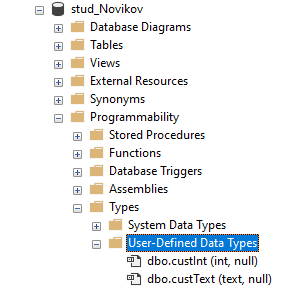 stud_Novikov
Database Diagrams
Tables
Views
External Resources
Synonyms
Programmability
Stored Procedures
Functions
Database Triggers
Assemblies
Types
System Data Types
User-Defined Data Types
dbo.custInt (int, null)
dbo.custText (text, null)